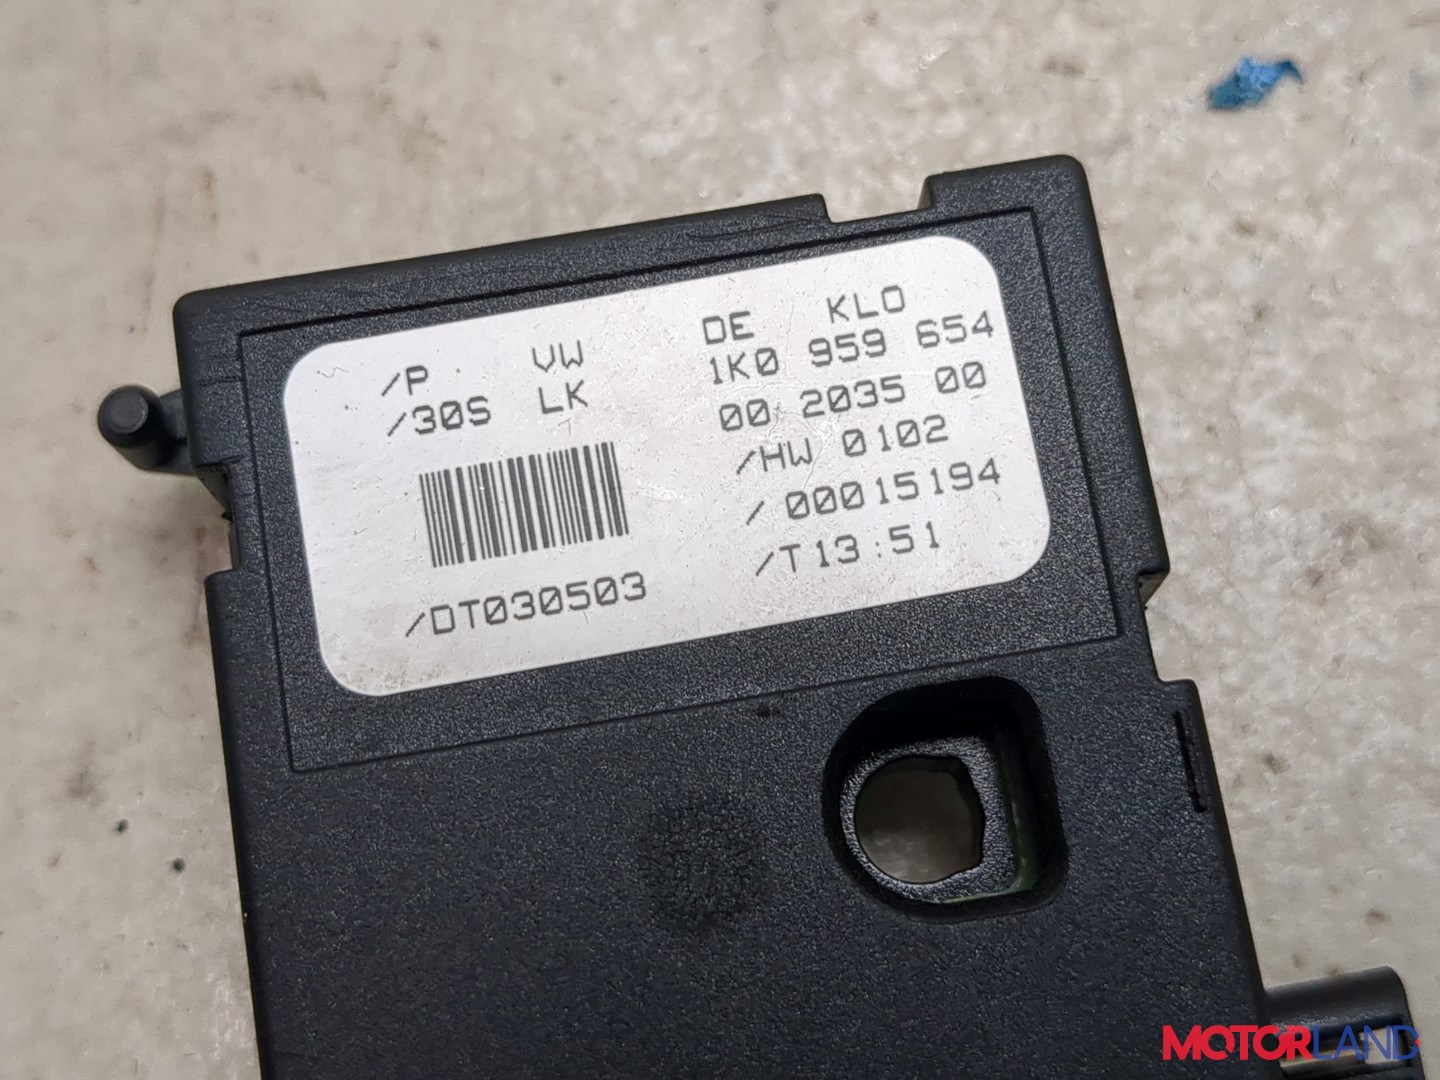 /P VW DE KLO
/30S LK 1K0 959 654
00 2035 00
/HW 0102
/ 00015194
/T13:51
/DT030503
MOTORLAND